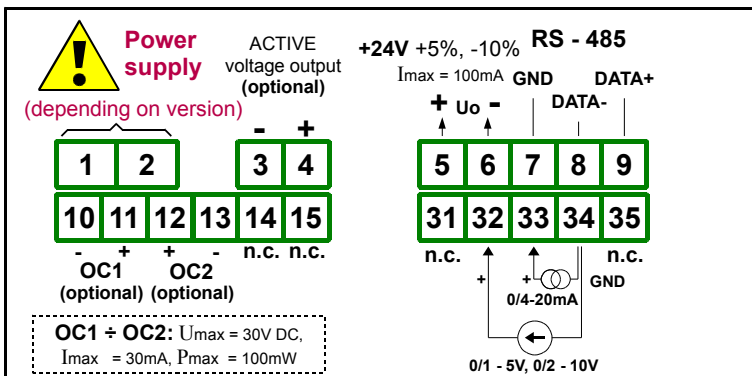 Power
supply
(depending on version)
ACTIVE
voltage output
(optional)
- +
+24V +5%, -10%
Imax = 100mA
+ Uo -
RS - 485
GND
DATA-
DATA+
1 2 3 4
10 11 12 13 14 15
- + + - n.c. n.c.
OC1 OC2
(optional) (optional)
OC1 ÷ OC2: Umax = 30V DC,
Imax = 30mA, Pmax = 100mW
5 6 7 8 9
31 32 33 34 35
n.c. n.c.
+ + GND
0/4-20mA
0/1 - 5V, 0/2 - 10V